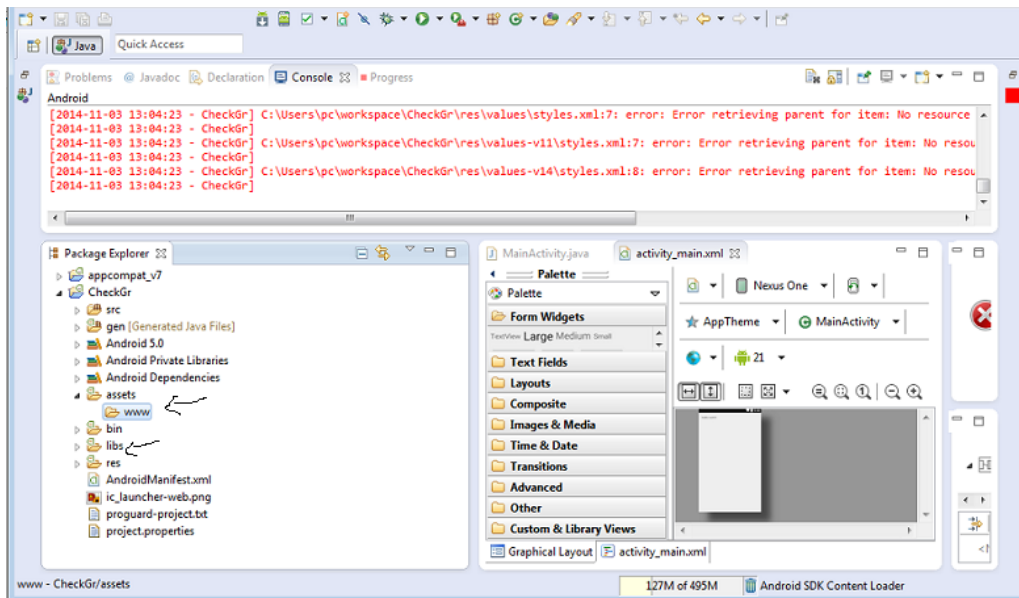 Java Quick Access
Problems @ Javadoc Declaration Console Progress
Android
[2014-11-03 13:04:23 - CheckGr] C:\Users\pc\workspace\CheckGr\res\values\styles.xml:7: error: Error retrieving parent for item: No resource
[2014-11-03 13:04:23 - CheckGr]
[2014-11-03 13:04:23 - CheckGr] C:\Users\pc\workspace\CheckGr\res\values-v11\styles.xml:7: error: Error retrieving parent for item: No resou
[2014-11-03 13:04:23 - CheckGr]
[2014-11-03 13:04:23 - CheckGr] C:\Users\pc\workspace\CheckGr\res\values-v14\styles.xml:8: error: Error retrieving parent for item: No resou
[2014-11-03 13:04:23 - CheckGr]
Package Explorer
appcompat_v7
CheckGr
src
gen [Generated Java Files]
Android 5.0
Android Private Libraries
Android Dependencies
assets
www
bin
libs
res
AndroidManifest.xml
ic_launcher-web.png
proguard-project.txt
project.properties
MainActivity.java activity_main.xml
Palette
Palette
Form Widgets
TextView Large Medium Small
Text Fields
Layouts
Composite
Images & Media
Time & Date
Transitions
Advanced
Other
Custom & Library Views
Nexus One
AppTheme MainActivity
21
Graphical Layout activity_main.xml
www - CheckGr/assets 127M of 495M Android SDK Content Loader